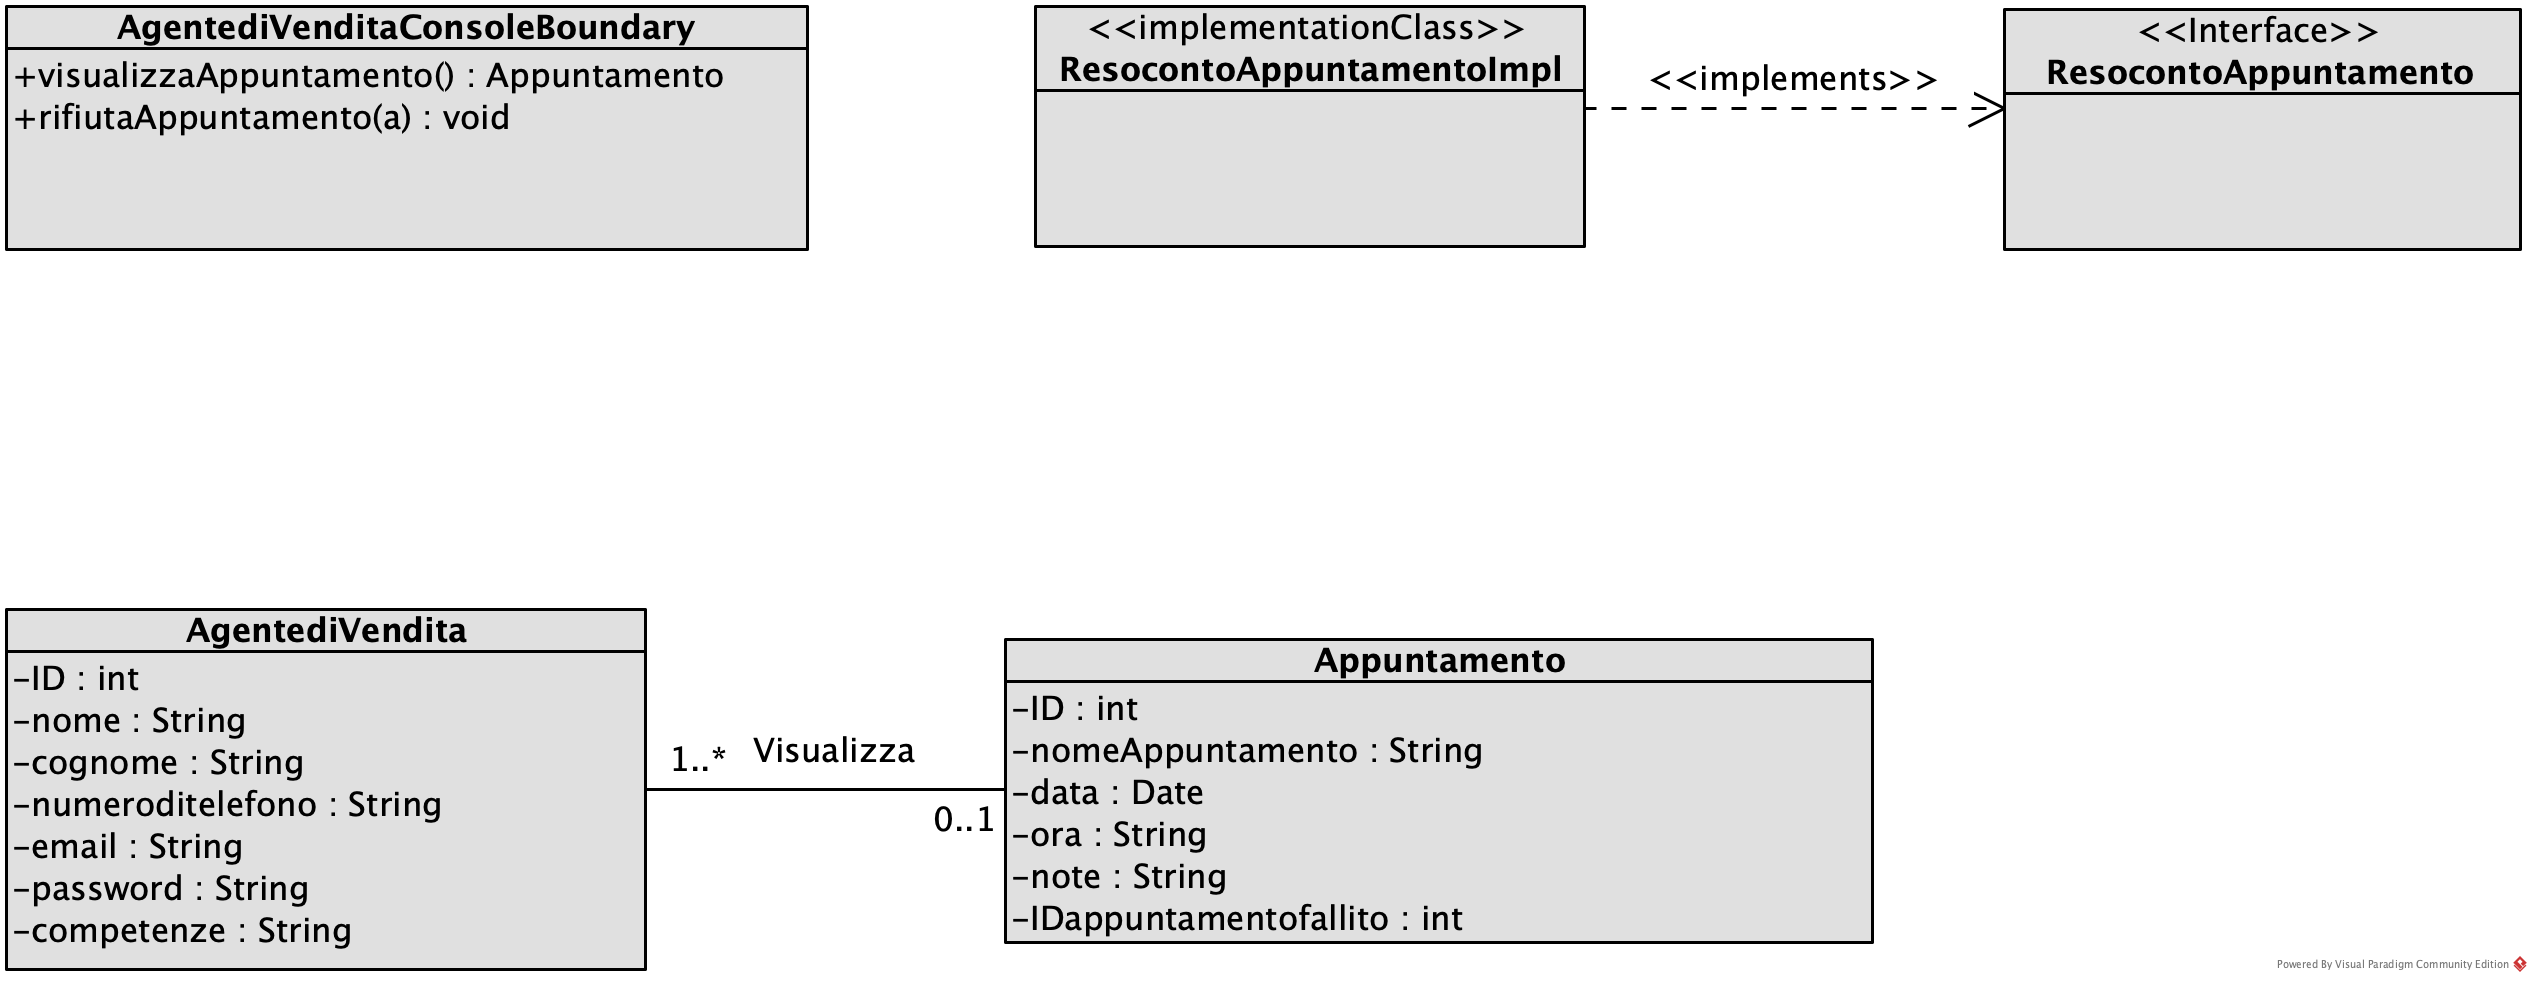 AgentediVenditaConsoleBoundary
+visualizzaAppuntamento() : Appuntamento
+rifiutaAppuntamento(a) : void
<<implementationClass>>
ResocontoAppuntamentoImpl
<<implements>>
<<Interface>>
ResocontoAppuntamento
AgentediVendita
-ID : int
-nome : String
-cognome : String
-numeroditelefono : String
-email : String
-password : String
-competenze : String
1..*
Visualizza
0..1
Appuntamento
-ID : int
-nomeAppuntamento : String
-data : Date
-ora : String
-note : String
-IDappuntamentofallito : int
Powered By Visual Paradigm Community Edition